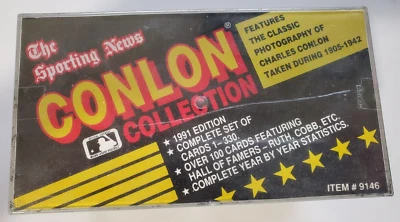 The
Sporting News
CONLON
COLLECTION
FEATURES
THE CLASSIC
PHOTOGRAPHY OF
CHARLES CONLON
TAKEN DURING 1905-1942
★ 1991 EDITION
★ COMPLETE SET OF
CARDS 1-330.
★ OVER 100 CARDS FEATURING
HALL OF FAMERS - RUTH, COBB, ETC.
★ COMPLETE YEAR BY YEAR STATISTICS.
ITEM # 9146